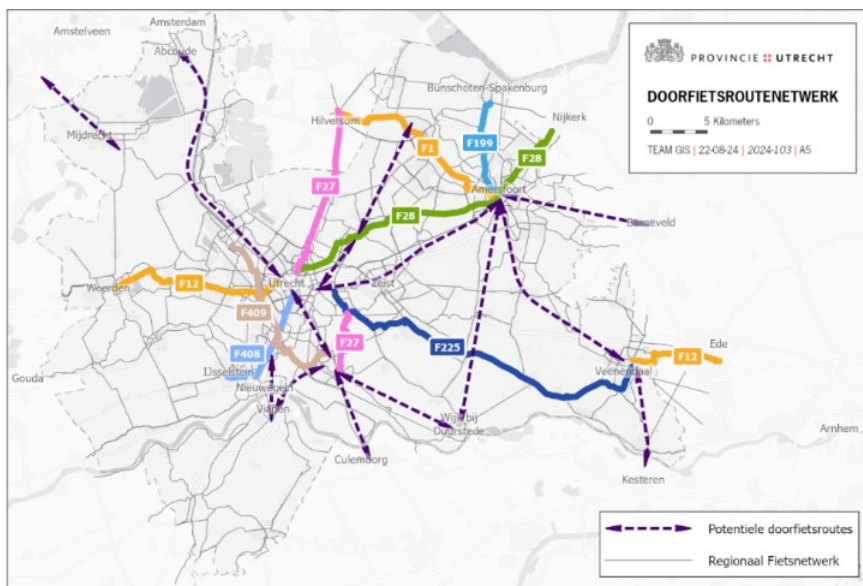 Amsterdam
Amstelveen
Abcoude
PROVINCIE UTRECHT
DOORFIETSROUTENETWERK
0 5 Kilometers
TEAM GIS | 22-08-24 | 2024-103 | A5
Bunschoten-Spakenburg
Nijkerk
Hilversum
Mijdrecht
F1
F199
F28
F27
Amersfoort
F28
Barneveld
Woerden
F12
Utrecht
Zeist
F409
F27
F225
F408
Ede
F12
Veenendaal
Gouda
IJsselstein
Nieuwegein
Vianen
Wijk bij
Duurstede
Arnhem
Culemborg
Kesteren
Potentiele doorfietsroutes
Regionaal Fietsnetwerk